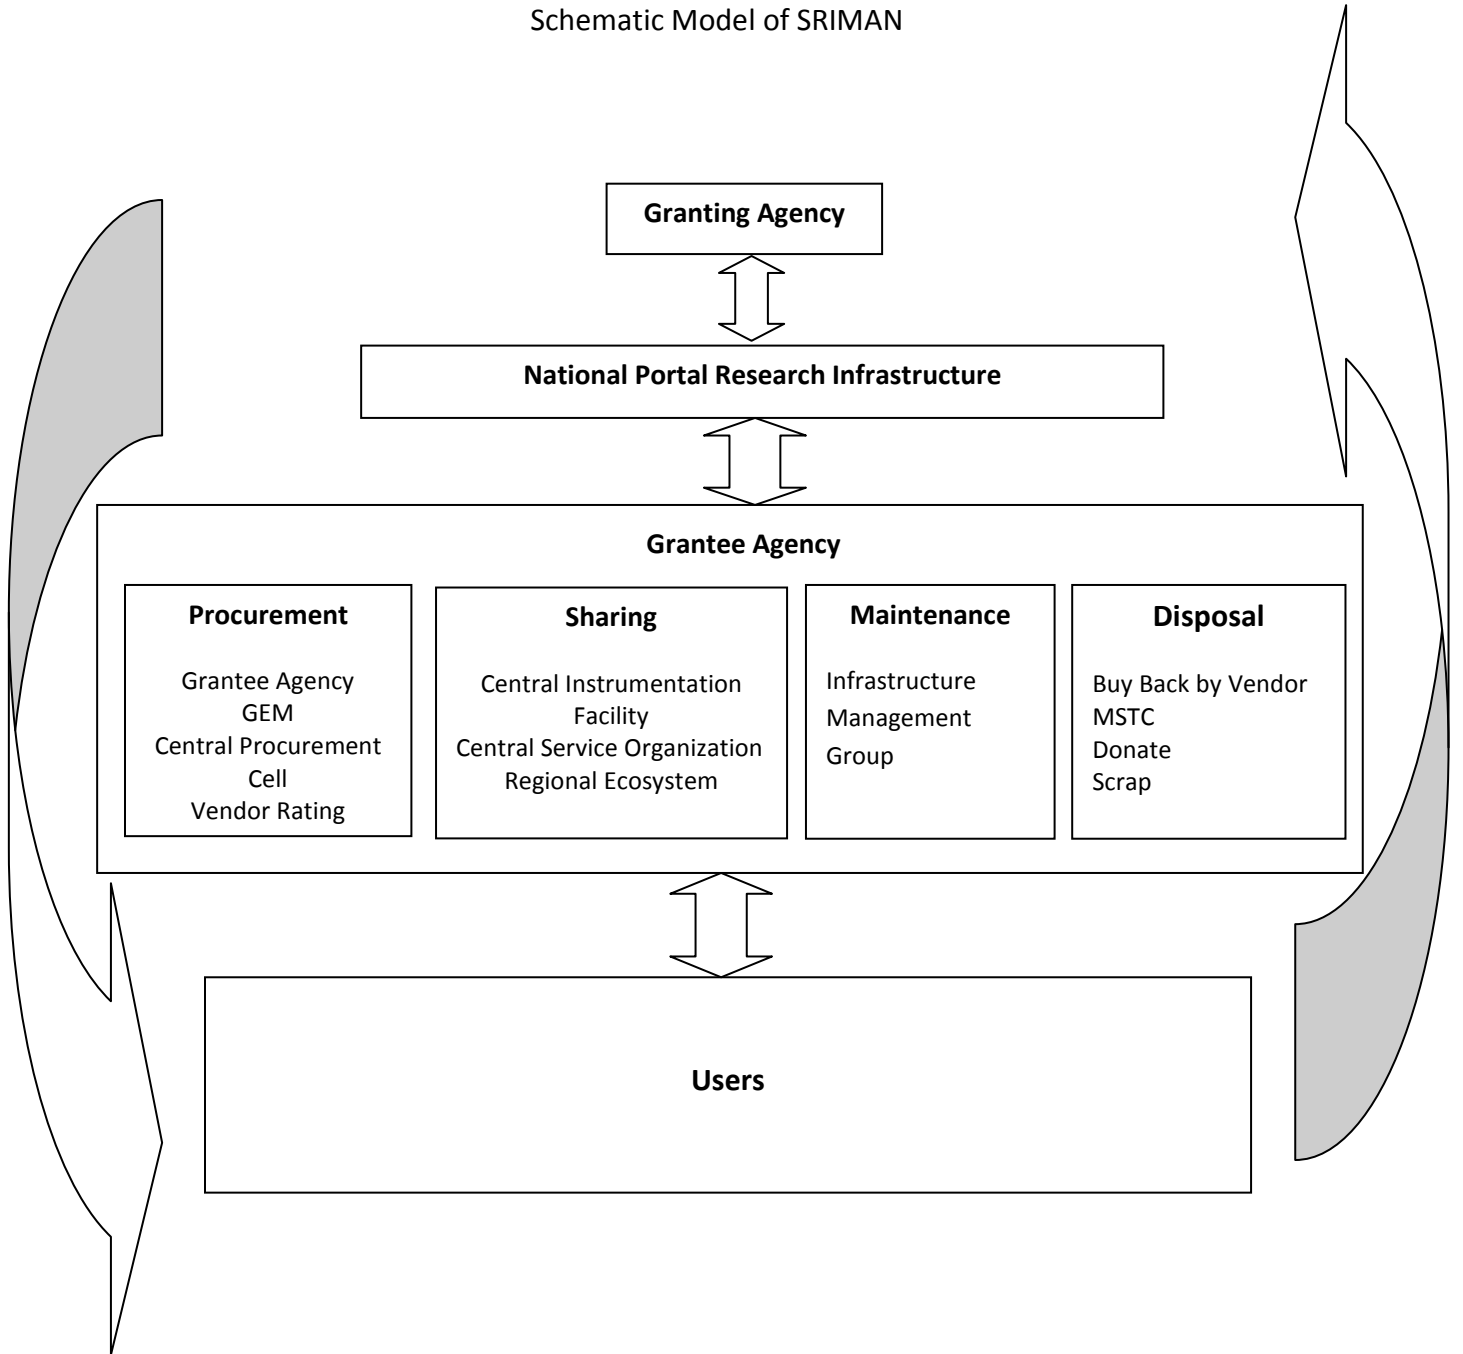 Schematic Model of SRIMAN
Granting Agency
National Portal Research Infrastructure
Grantee Agency
Procurement
Grantee Agency
GEM
Central Procurement
Cell
Vendor Rating
Sharing
Central Instrumentation
Facility
Central Service Organization
Regional Ecosystem
Maintenance
Infrastructure
Management
Group
Disposal
Buy Back by Vendor
MSTC
Donate
Scrap
Users